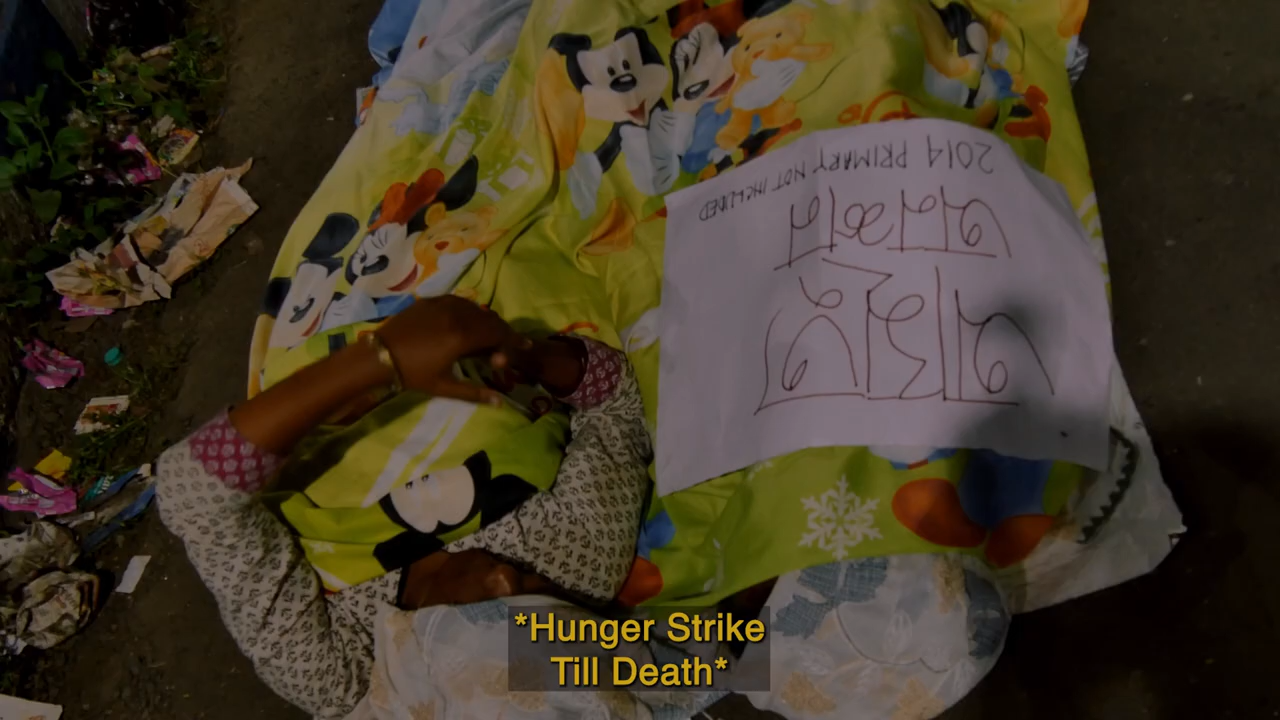 আমরণ
অনশন
2014 PRIMARY NOT INCLUDED
*Hunger Strike
Till Death*